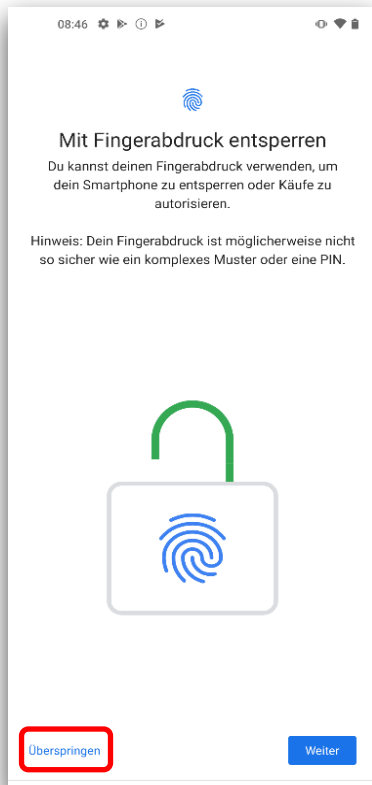 08:46
Mit Fingerabdruck entsperren
Du kannst deinen Fingerabdruck verwenden, um
dein Smartphone zu entsperren oder Käufe zu
autorisieren.
Hinweis: Dein Fingerabdruck ist möglicherweise nicht
so sicher wie ein komplexes Muster oder eine PIN.
Überspringen
Weiter